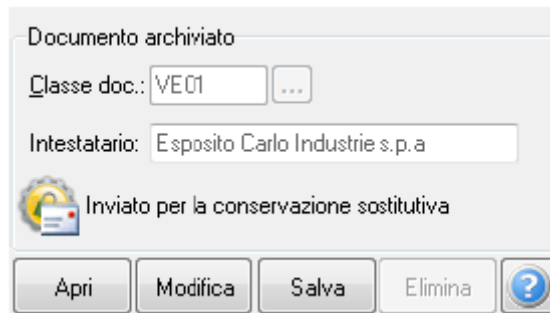 Documento archiviato
Classe doc.: VE01 ...
Intestatario: Esposito Carlo Industrie s.p.a
Inviato per la conservazione sostitutiva
Apri Modifica Salva Elimina ?